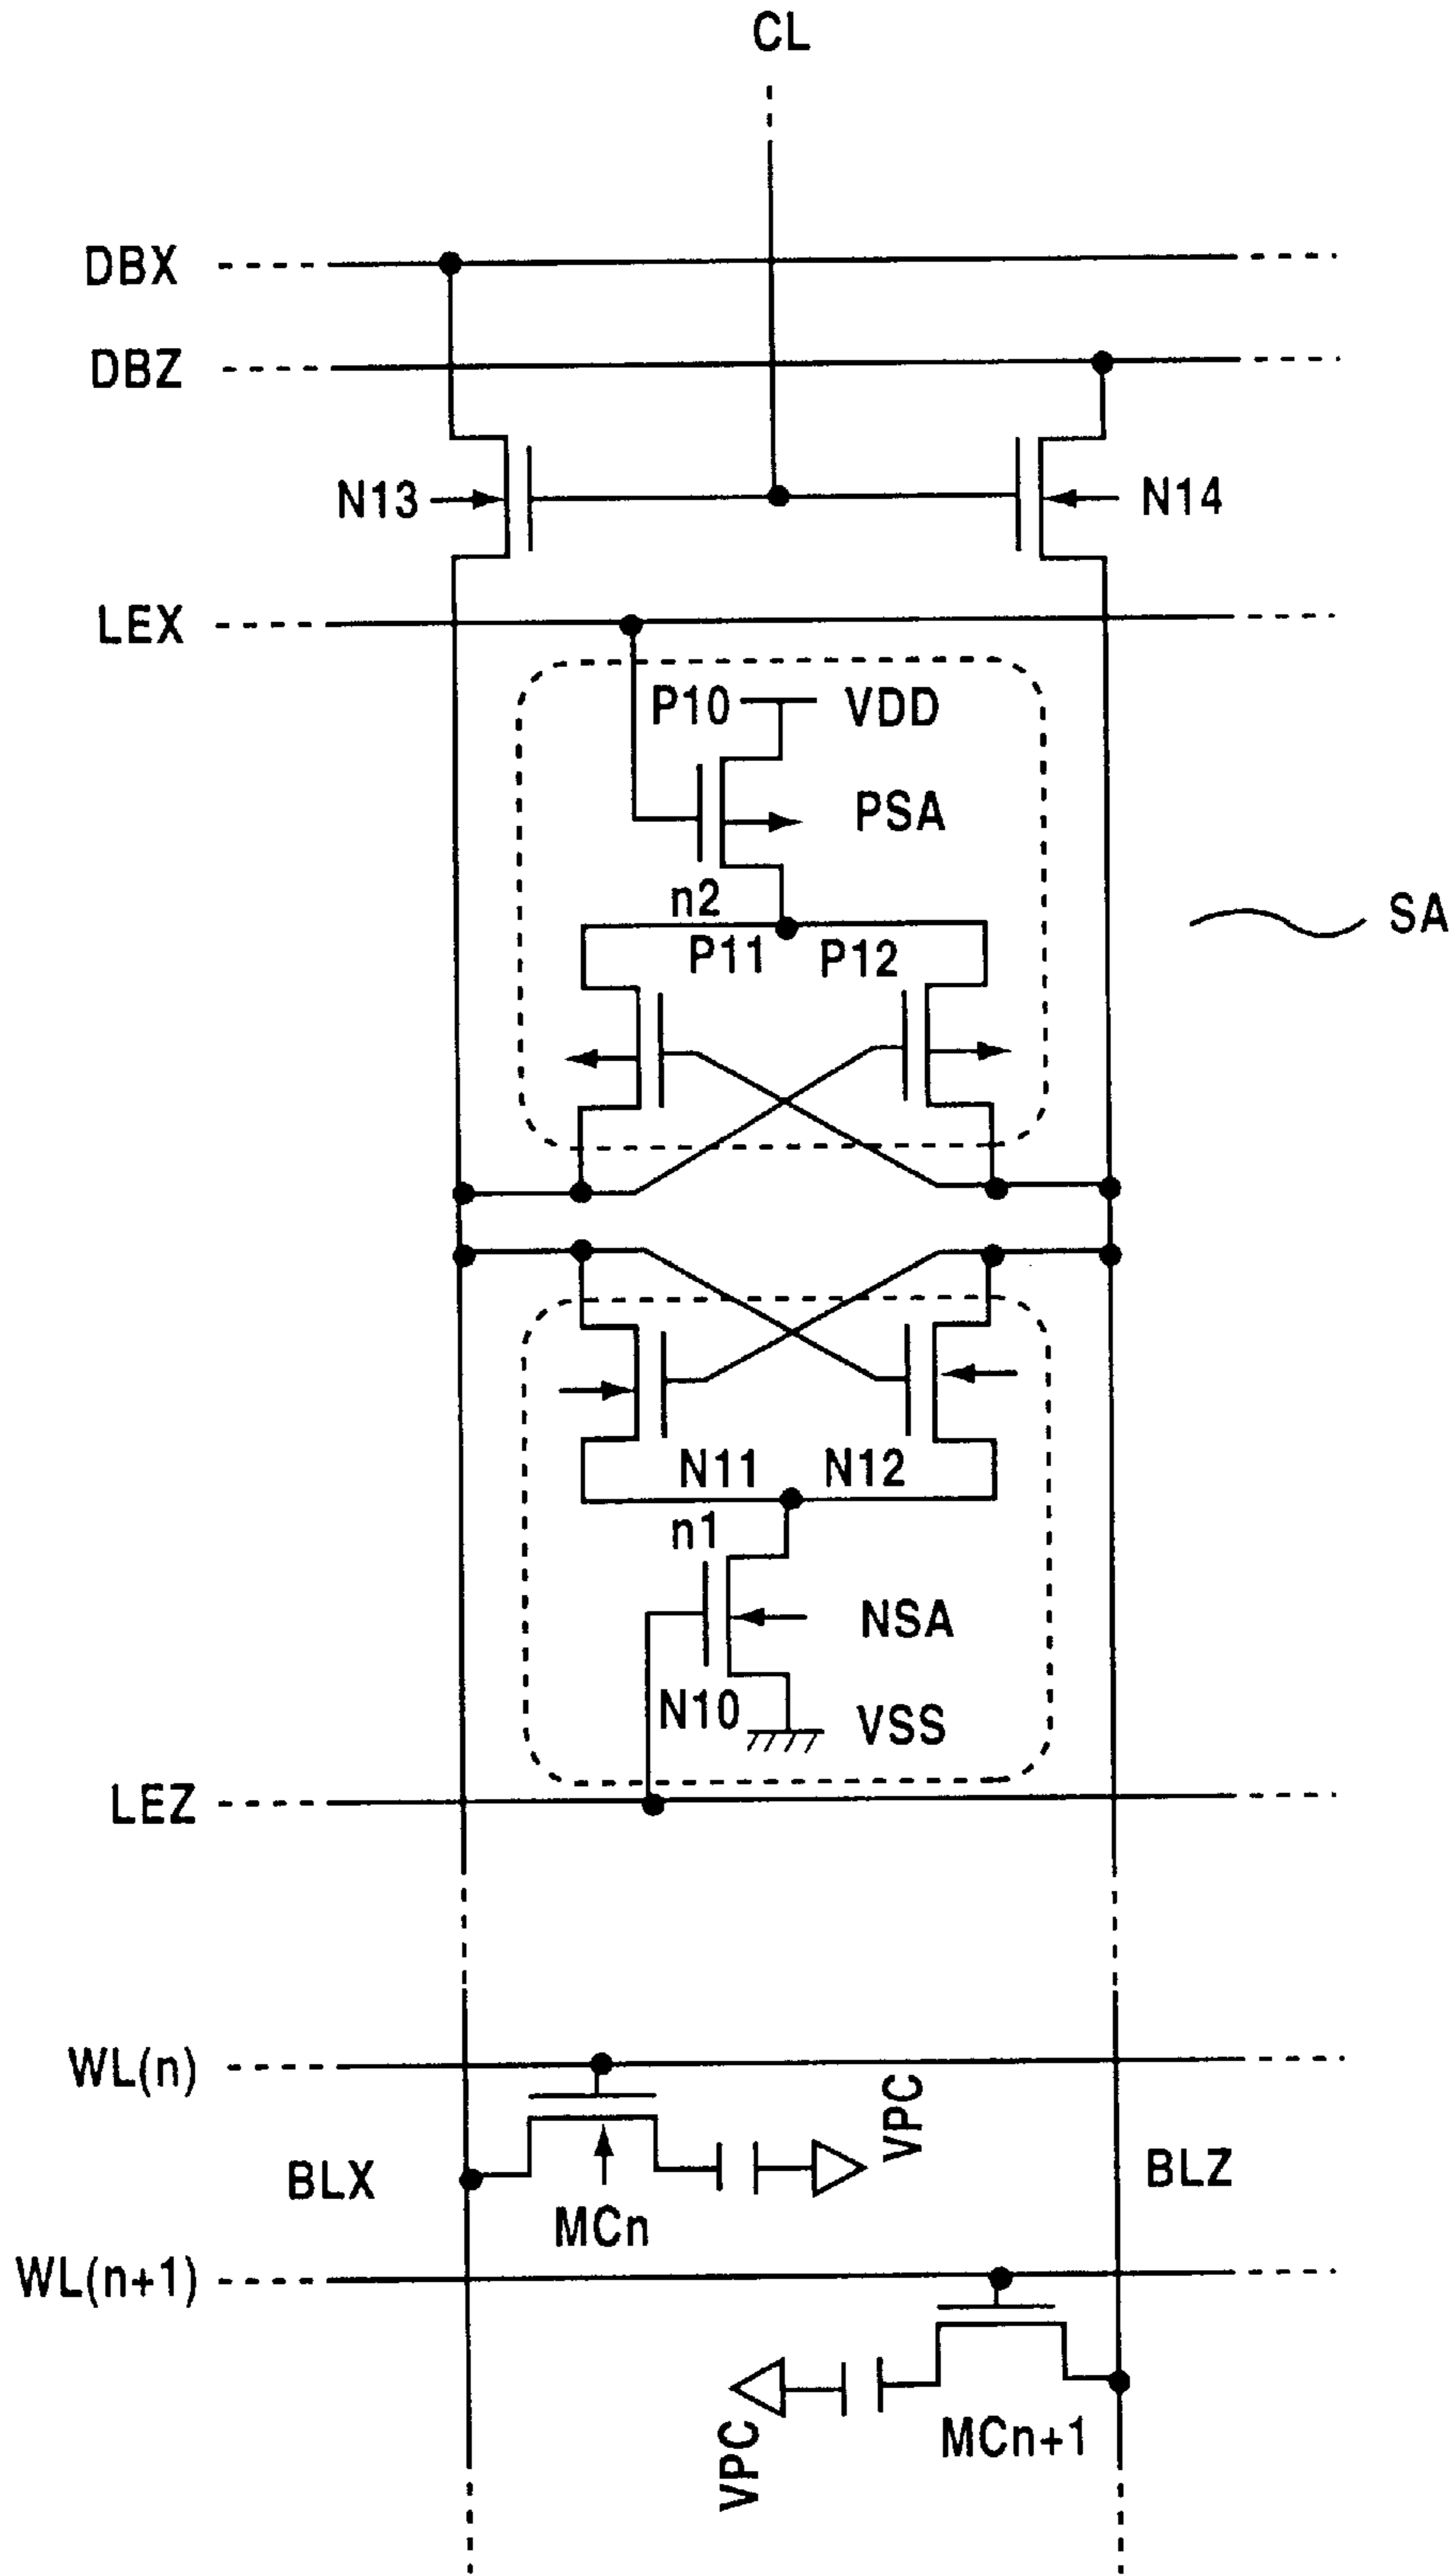 CL
DBX
DBZ
N13
N14
LEX
P10
VDD
PSA
n2
SA
P11
P12
N11
N12
n1
NSA
N10
VSS
LEZ
WL(n)
VPC
BLX
BLZ
MCn
WL(n+1)
VPC
MCn+1